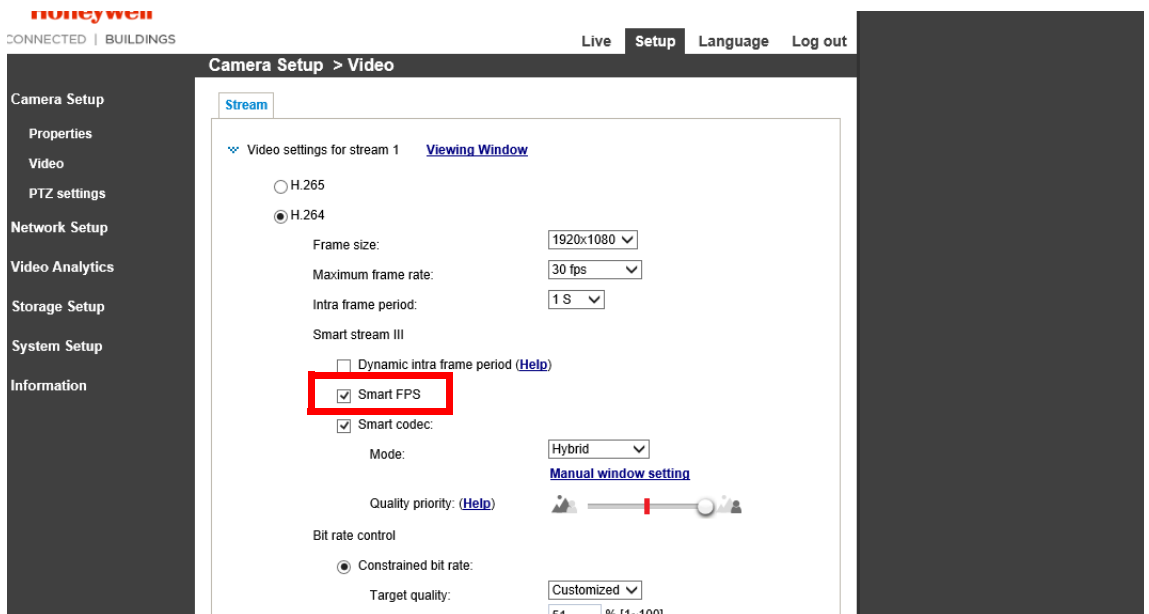 Honeywell
CONNECTED | BUILDINGS
Live Setup Language Log out
Camera Setup > Video
Camera Setup
Properties
Video
PTZ settings
Network Setup
Video Analytics
Storage Setup
System Setup
Information
Stream
Video settings for stream 1 Viewing Window
H.265
H.264
Frame size: 1920x1080
Maximum frame rate: 30 fps
Intra frame period: 1 S
Smart stream III
Dynamic intra frame period (Help)
Smart FPS
Smart codec:
Mode: Hybrid
Manual window setting
Quality priority: (Help)
Bit rate control
Constrained bit rate:
Target quality: Customized
51 % [1~100]